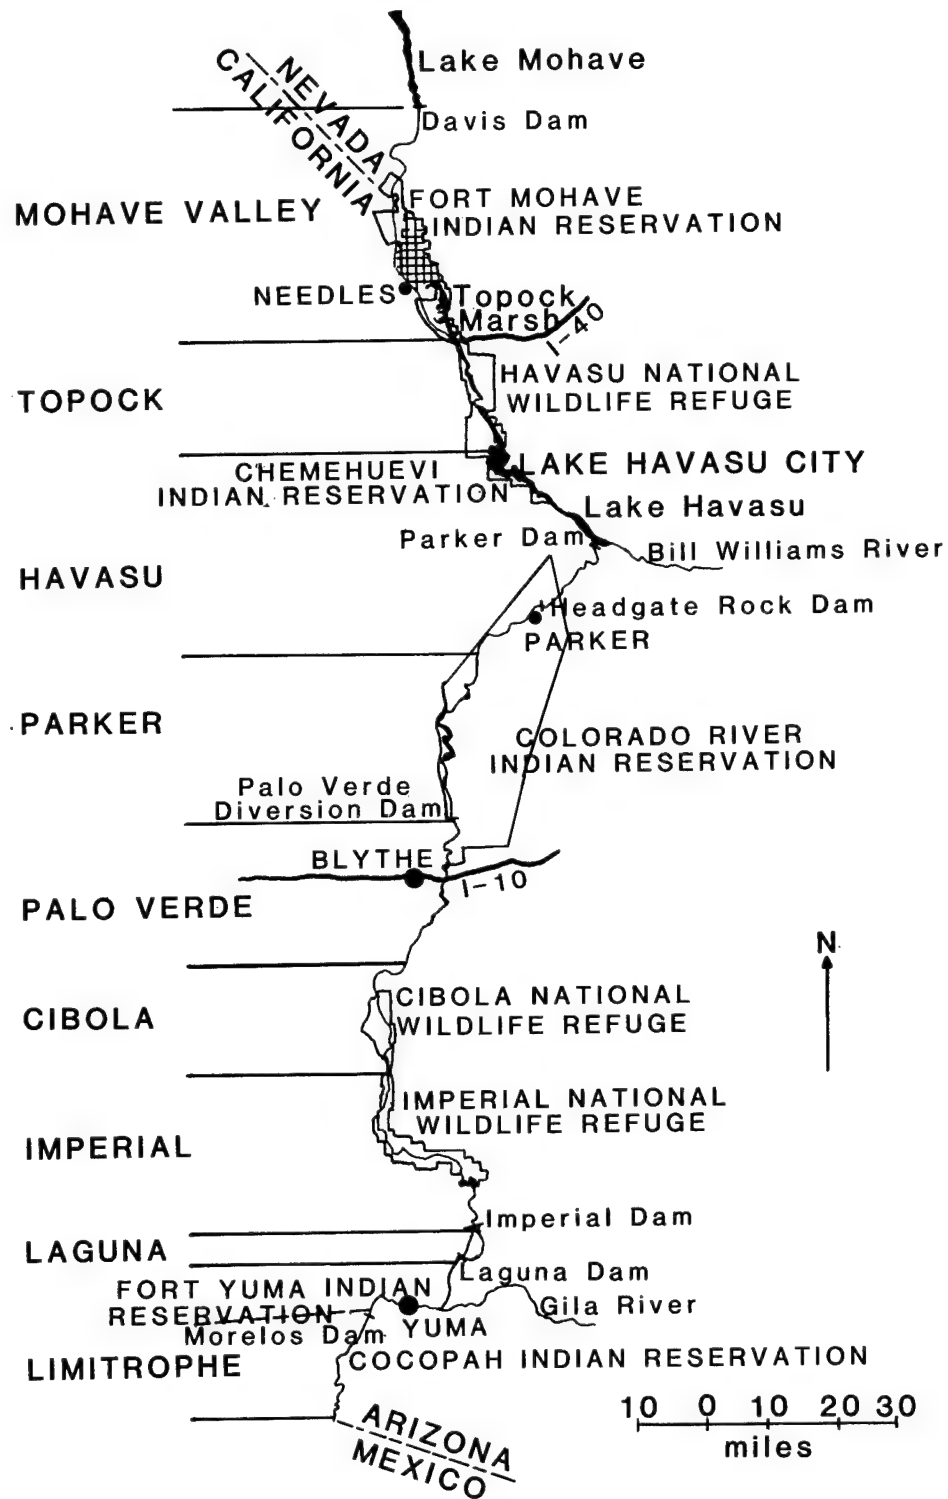 Lake Mohave
NEVADA
CALIFORNIA
Davis Dam
MOHAVE VALLEY
FORT MOHAVE
INDIAN RESERVATION
NEEDLES
Topock
Marsh
I-40
TOPOCK
HAVASU NATIONAL
WILDLIFE REFUGE
LAKE HAVASU CITY
CHEMEHUEVI
INDIAN RESERVATION
Lake Havasu
Parker Dam
Bill Williams River
HAVASU
Headgate Rock Dam
PARKER
PARKER
COLORADO RIVER
INDIAN RESERVATION
Palo Verde
Diversion Dam
BLYTHE
I-10
PALO VERDE
N
CIBOLA
CIBOLA NATIONAL
WILDLIFE REFUGE
IMPERIAL NATIONAL
WILDLIFE REFUGE
IMPERIAL
Imperial Dam
LAGUNA
Laguna Dam
FORT YUMA INDIAN
RESERVATION
Gila River
Morelos Dam
YUMA
LIMITROPHE
COCOPAH INDIAN RESERVATION
ARIZONA
MEXICO
10 0 10 20 30
miles